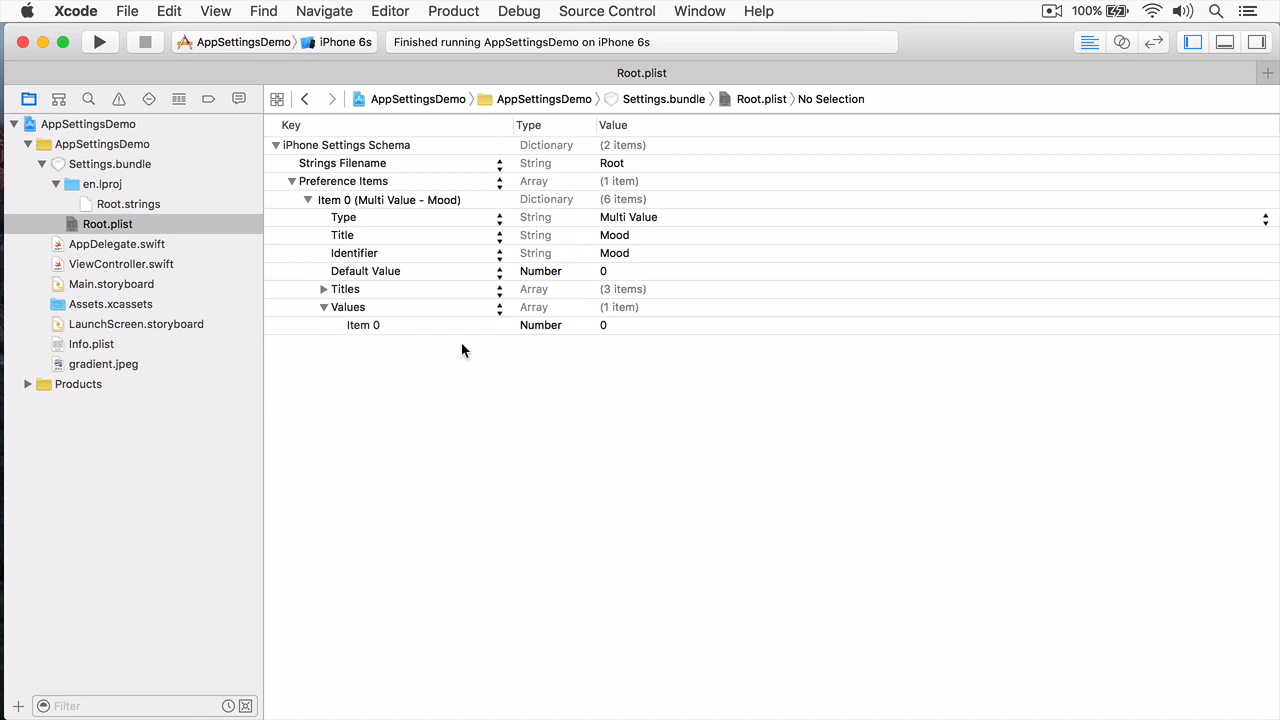 Xcode File Edit View Find Navigate Editor Product Debug Source Control Window Help 100%
AppSettingsDemo iPhone 6s Finished running AppSettingsDemo on iPhone 6s
Root.plist
AppSettingsDemo AppSettingsDemo Settings.bundle Root.plist No Selection
AppSettingsDemo
AppSettingsDemo
Settings.bundle
en.lproj
Root.strings
Root.plist
AppDelegate.swift
ViewController.swift
Main.storyboard
Assets.xcassets
LaunchScreen.storyboard
Info.plist
gradient.jpeg
Products
Filter
Key Type Value
iPhone Settings Schema Dictionary (2 items)
Strings Filename String Root
Preference Items Array (1 item)
Item 0 (Multi Value - Mood) Dictionary (6 items)
Type String Multi Value
Title String Mood
Identifier String Mood
Default Value Number 0
Titles Array (3 items)
Values Array (1 item)
Item 0 Number 0